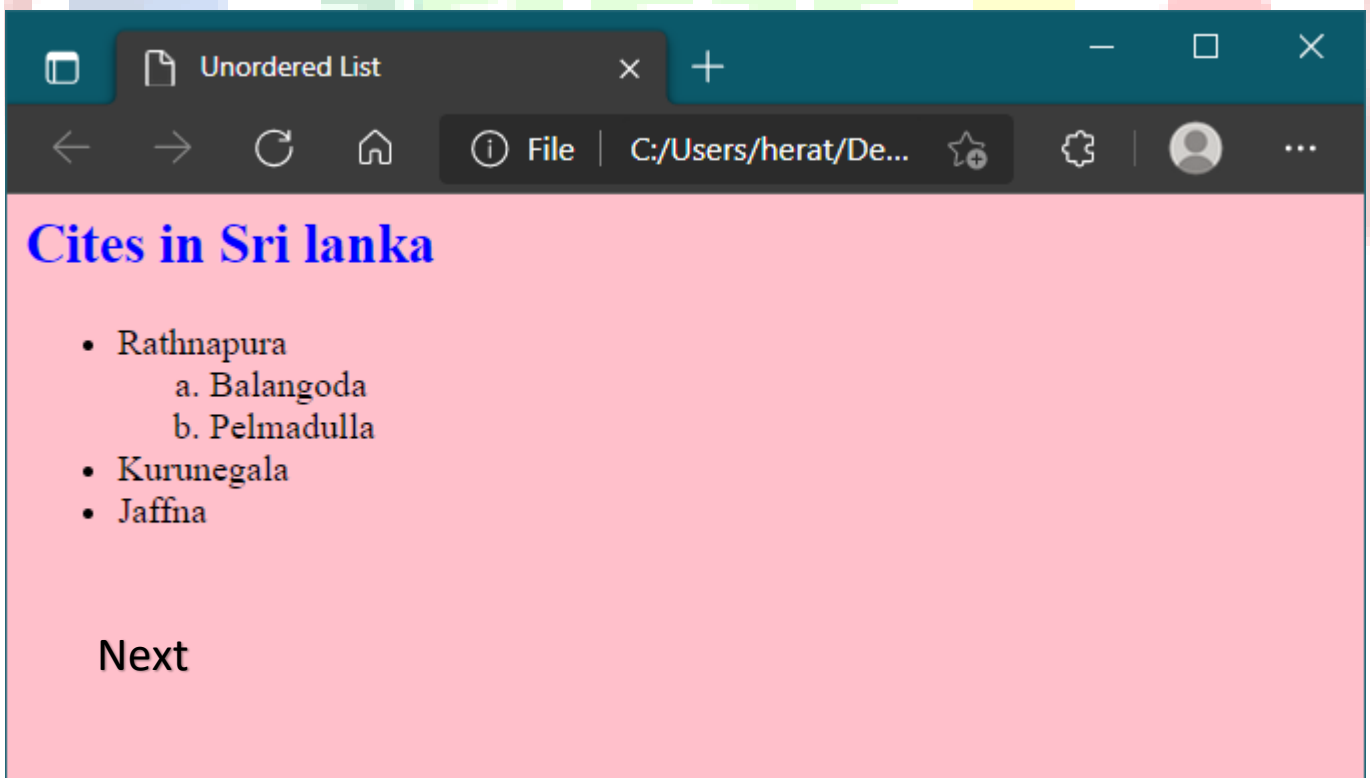 Unordered List
File C:/Users/herat/De...
Cites in Sri lanka
• Rathnapura
a. Balangoda
b. Pelmadulla
• Kurunegala
• Jaffna
Next